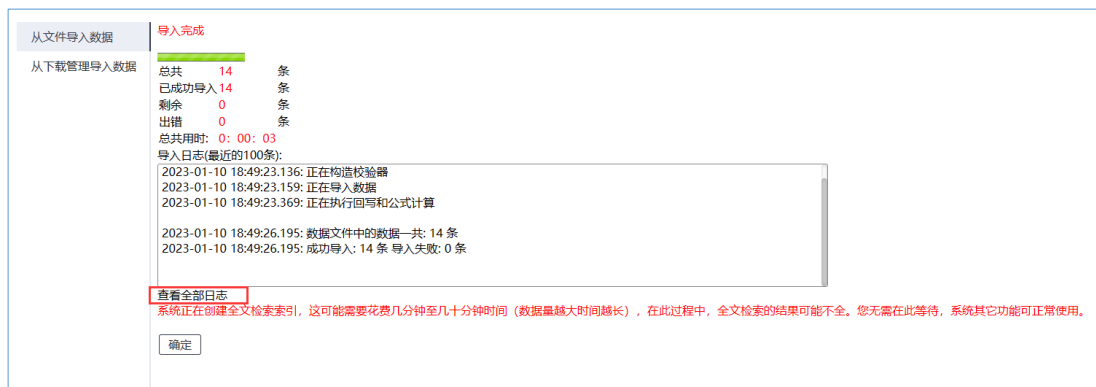 从文件导入数据
从下载管理导入数据
导入完成
总共 14 条
已成功导入 14 条
剩余 0 条
出错 0 条
总共用时: 0: 00: 03
导入日志(最近的100条):
2023-01-10 18:49:23.136: 正在构造校验器
2023-01-10 18:49:23.159: 正在导入数据
2023-01-10 18:49:23.369: 正在执行回写和公式计算
2023-01-10 18:49:26.195: 数据文件中的数据一共: 14 条
2023-01-10 18:49:26.195: 成功导入: 14 条 导入失败: 0 条
查看全部日志
系统正在创建全文检索索引，这可能需要花费几分钟至几十分钟时间（数据量越大时间越长），在此过程中，全文检索的结果可能不全。您无需在此等待，系统其它功能可正常使用。
确定